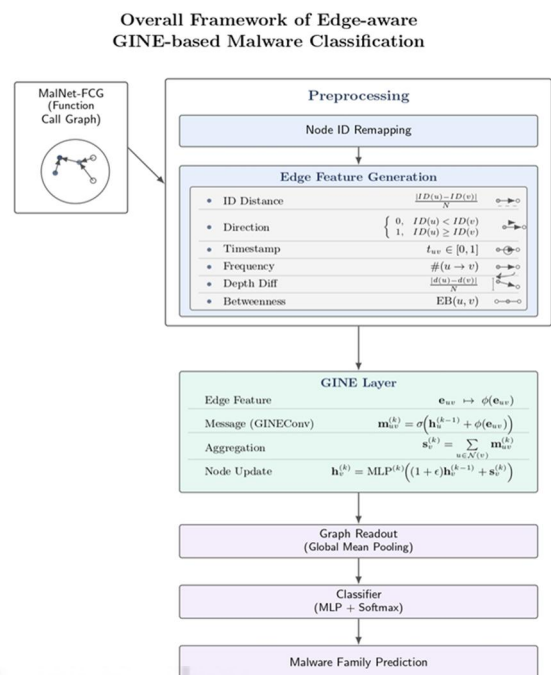 Overall Framework of Edge-aware
GINE-based Malware Classification
MalNet-FCG
(Function
Call Graph)
Preprocessing
Node ID Remapping
Edge Feature Generation
• ID Distance |ID(u)−ID(v)|/N
• Direction { 0, ID(u) < ID(v)
1, ID(u) ≥ ID(v)
• Timestamp t_uv ∈ [0, 1]
• Frequency #(u → v)
• Depth Diff |d(u)−d(v)|/N
• Betweenness EB(u, v)
GINE Layer
Edge Feature e_uv ↦ ϕ(e_uv)
Message (GINEConv) m_uv^(k) = σ(h_u^(k−1) + ϕ(e_uv))
Aggregation s_v^(k) = ∑_{u∈N(v)} m_uv^(k)
Node Update h_v^(k) = MLP^(k)((1 + ϵ)h_v^(k−1) + s_v^(k))
Graph Readout
(Global Mean Pooling)
Classifier
(MLP + Softmax)
Malware Family Prediction